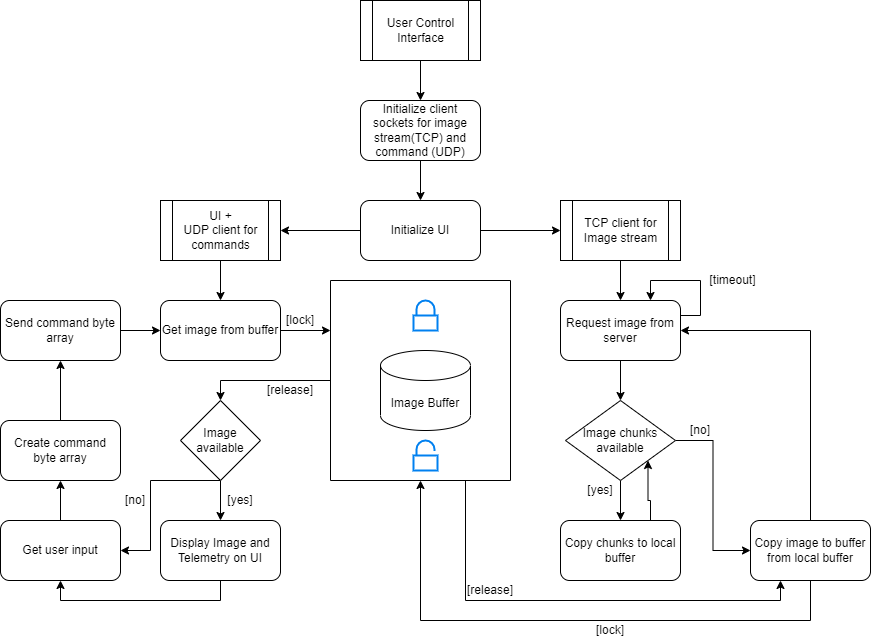 User Control
Interface
Initialize client
sockets for image
stream(TCP) and
command (UDP)
UI +
UDP client for
commands
Initialize UI
TCP client for
Image stream
[timeout]
Send command byte
array
Get image from buffer
[lock]
Request image from
server
[release]
Image Buffer
Image
available
Image chunks
available
[no]
Create command
byte array
[no]
[yes]
[yes]
Get user input
Display Image and
Telemetry on UI
Copy chunks to local
buffer
Copy image to buffer
from local buffer
[release]
[lock]